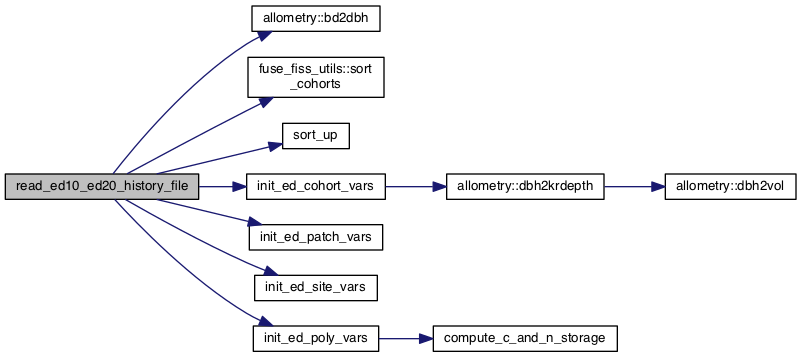 allometry::bd2dbh
fuse_fiss_utils::sort
_cohorts
sort_up
read_ed10_ed20_history_file
init_ed_cohort_vars
allometry::dbh2krdepth
allometry::dbh2vol
init_ed_patch_vars
init_ed_site_vars
init_ed_poly_vars
compute_c_and_n_storage